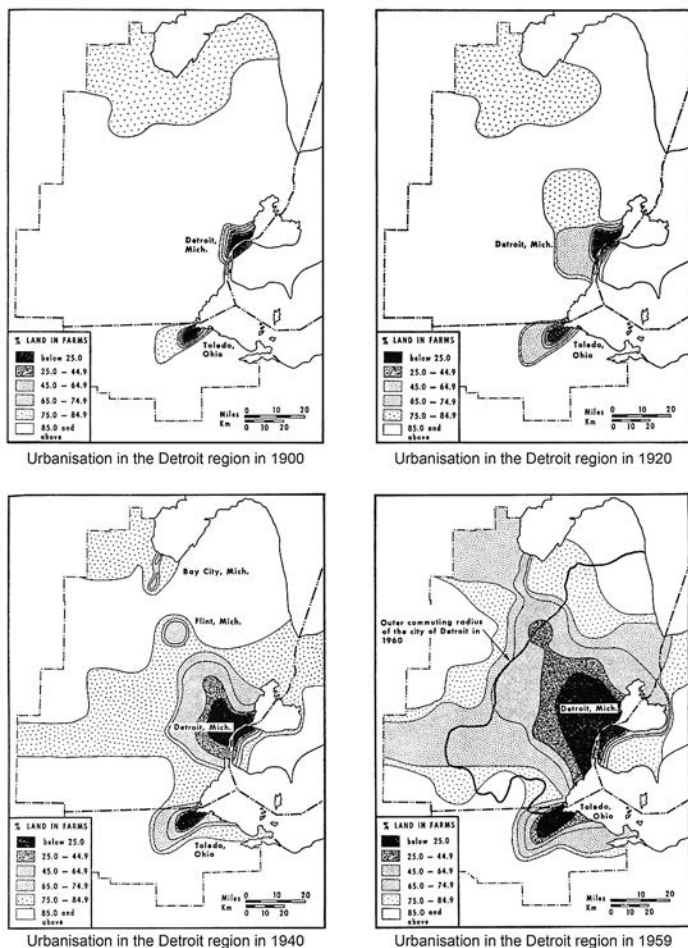 Detroit,
Mich.
Toledo,
Ohio
% LAND IN FARMS
below 25.0
25.0 – 44.9
45.0 – 64.9
65.0 – 74.9
75.0 – 84.9
85.0 and
above
Miles 0 10 20
Km 0 10 20
Urbanisation in the Detroit region in 1900
Detroit, Mich.
Toledo,
Ohio
% LAND IN FARMS
below 25.0
25.0 – 44.9
45.0 – 64.9
65.0 – 74.9
75.0 – 84.9
85.0 and
above
Miles 0 10 20
Km 0 10 20
Urbanisation in the Detroit region in 1920
Bay City, Mich.
Flint, Mich.
Detroit, Mich.
Toledo,
Ohio
% LAND IN FARMS
below 25.0
25.0 – 44.9
45.0 – 64.9
65.0 – 74.9
75.0 – 84.9
85.0 and
above
Miles 0 10 20
Km 0 10 20
Urbanisation in the Detroit region in 1940
Outer commuting radius
of the city of Detroit in
1960
Detroit, Mich.
Toledo,
Ohio
% LAND IN FARMS
below 25.0
25.0 – 44.9
45.0 – 64.9
65.0 – 74.9
75.0 – 84.9
85.0 and
above
Miles 0 10 20
Km 0 10 20
Urbanisation in the Detroit region in 1959